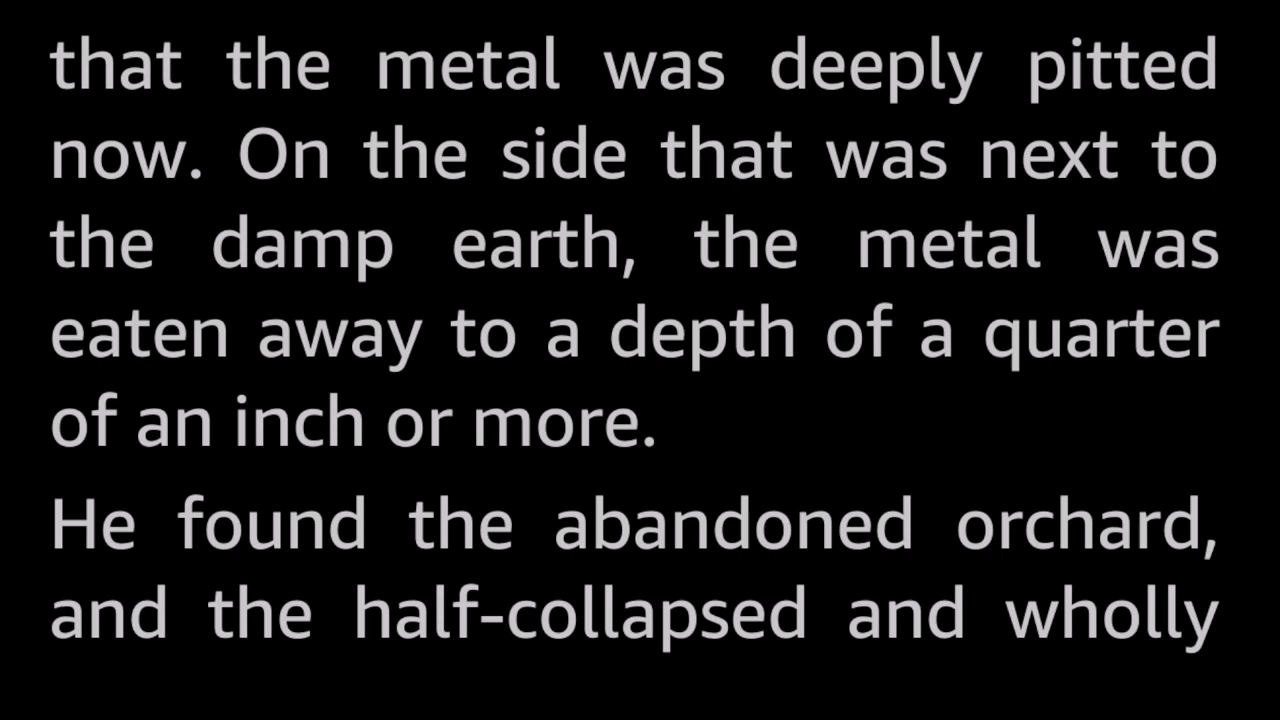 that the metal was deeply pitted
now. On the side that was next to
the damp earth, the metal was
eaten away to a depth of a quarter
of an inch or more.
He found the abandoned orchard,
and the half-collapsed and wholly